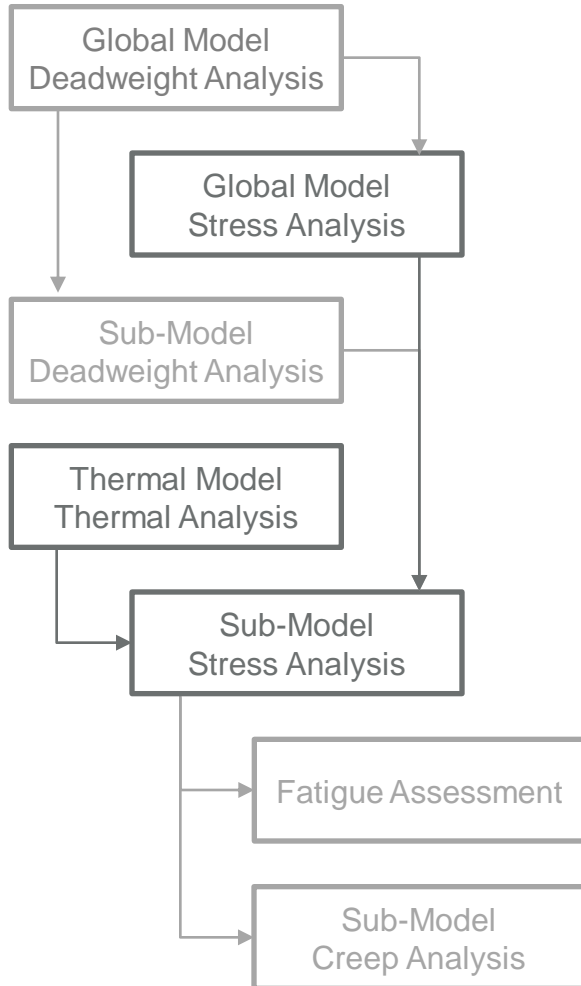 Global Model
Deadweight Analysis
Global Model
Stress Analysis
Sub-Model
Deadweight Analysis
Thermal Model
Thermal Analysis
Sub-Model
Stress Analysis
Fatigue Assessment
Sub-Model
Creep Analysis